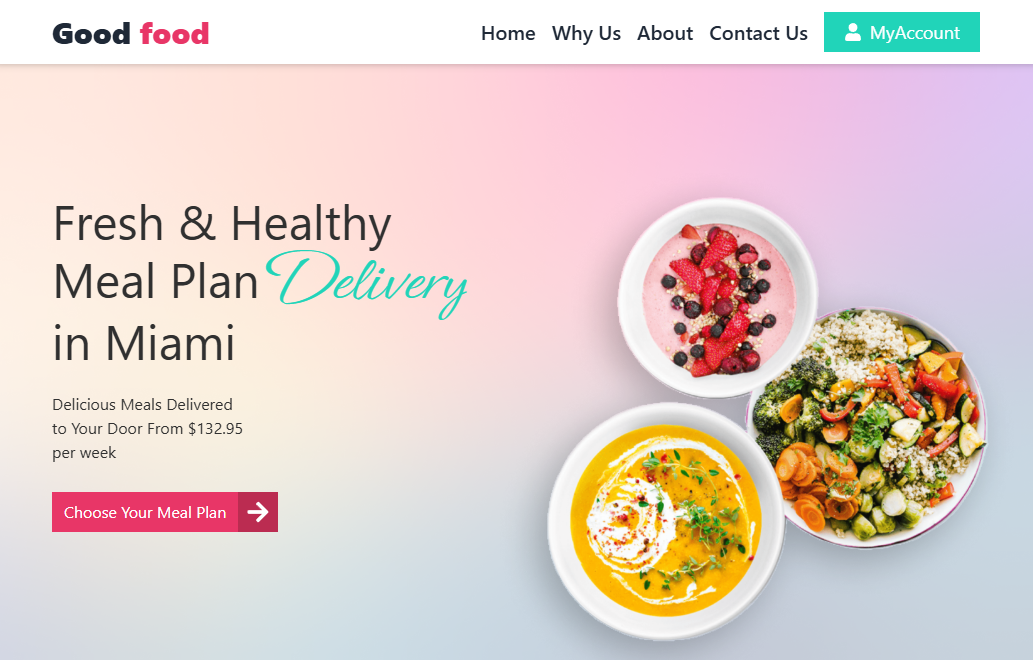 Good food
Home Why Us About Contact Us MyAccount
Fresh & Healthy
Meal Plan Delivery
in Miami
Delicious Meals Delivered
to Your Door From $132.95
per week
Choose Your Meal Plan